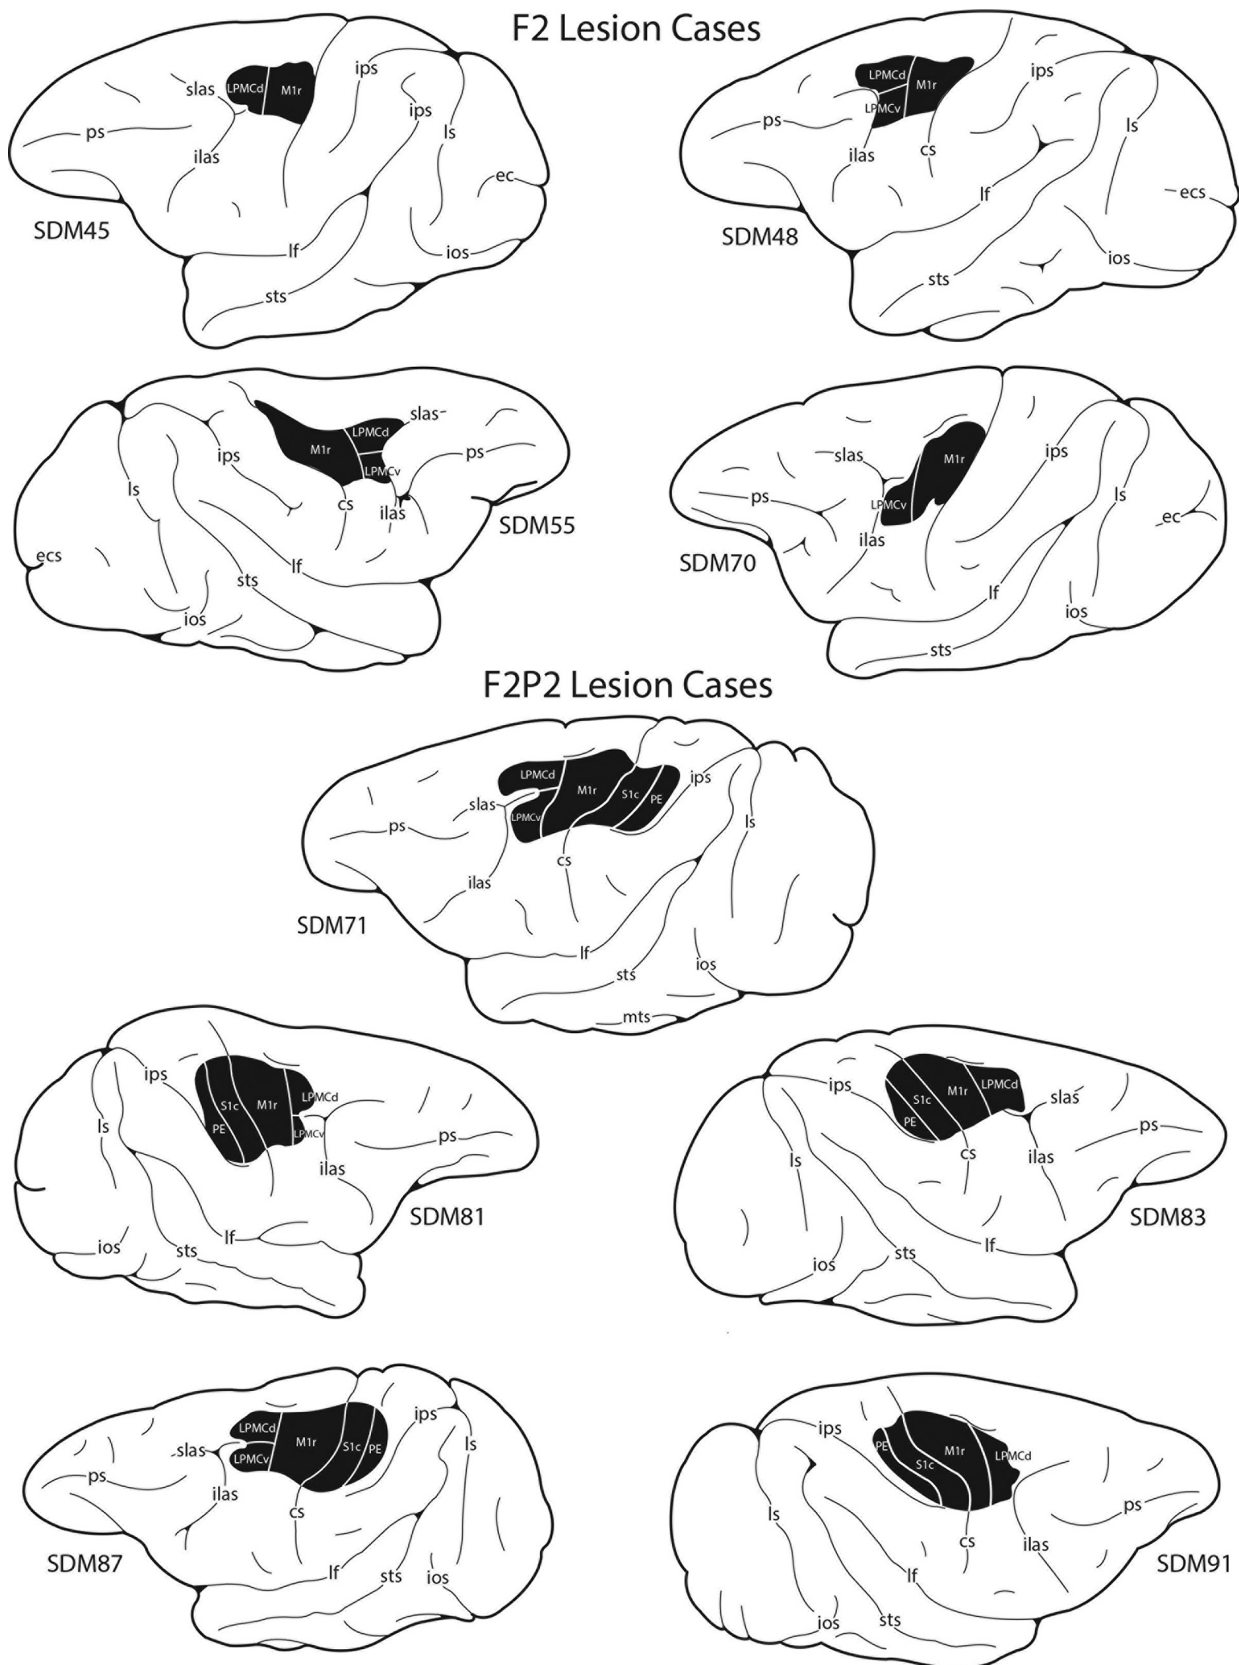 F2 Lesion Cases
slas
LPMCd
M1r
ips
ips
ps
ls
ilas
ec
SDM45
lf
ios
sts
LPMCd
M1r
ips
ps
LPMCv
ls
ilas
cs
lf
ecs
SDM48
ios
sts
slas
LPMCd
M1r
ips
ps
LPMCv
ls
cs
ilas
SDM55
ecs
lf
sts
ios
slas
M1r
ips
ps
LPMCv
ls
ilas
ec
SDM70
lf
ios
sts
F2P2 Lesion Cases
LPMCd
M1r
S1c
PE
ips
slas
LPMCv
ps
ls
cs
ilas
SDM71
lf
sts
ios
mts
ips
S1c
M1r
LPMCd
PE
LPMCv
ls
ps
ilas
SDM81
lf
ios
sts
ips
S1c
M1r
LPMCd
slas
PE
ps
ls
cs
ilas
SDM83
lf
sts
ios
LPMCd
M1r
S1c
PE
ips
slas
LPMCv
ls
ps
ilas
cs
SDM87
lf
sts
ios
ips
PE
M1r
LPMCd
S1c
ps
ls
cs
ilas
SDM91
lf
ios
sts